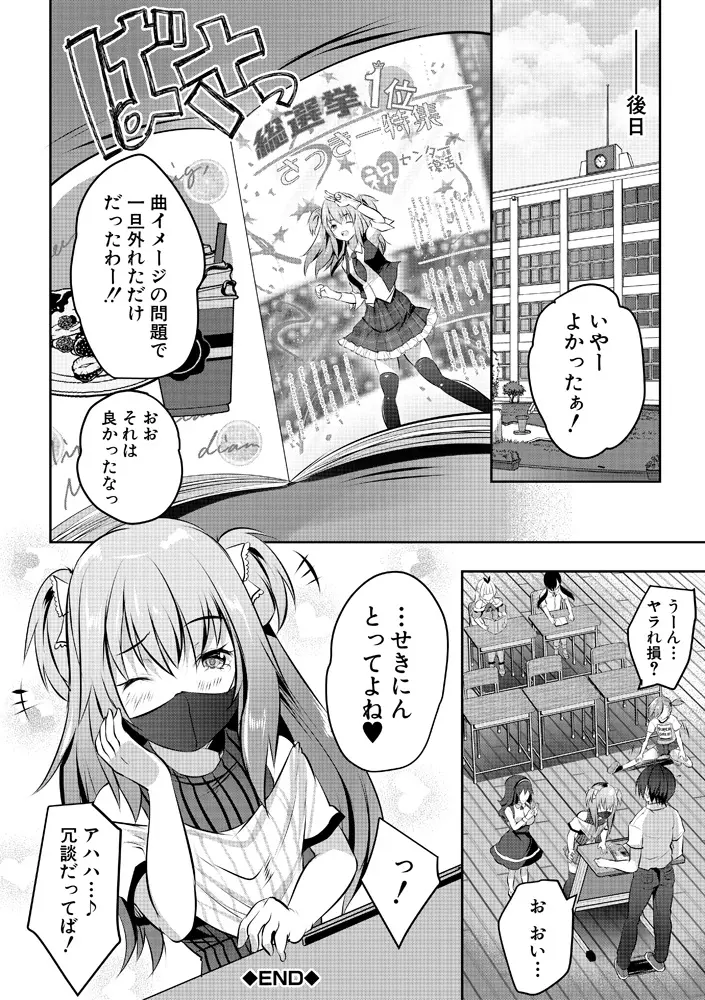 後日
いやー
よかったぁ！
ばさっ
総選挙1位
さつきー特集
センター
復活！
曲イメージの問題で
一旦外れただけ
だったわー!!
おお
それは
良かったなっ
うーん…
ヤラれ損？
SUPER
GIRLS
お おい…
…せきにん
とってよね♥
っ！
アハハ…♪
冗談だってば！
◆END◆